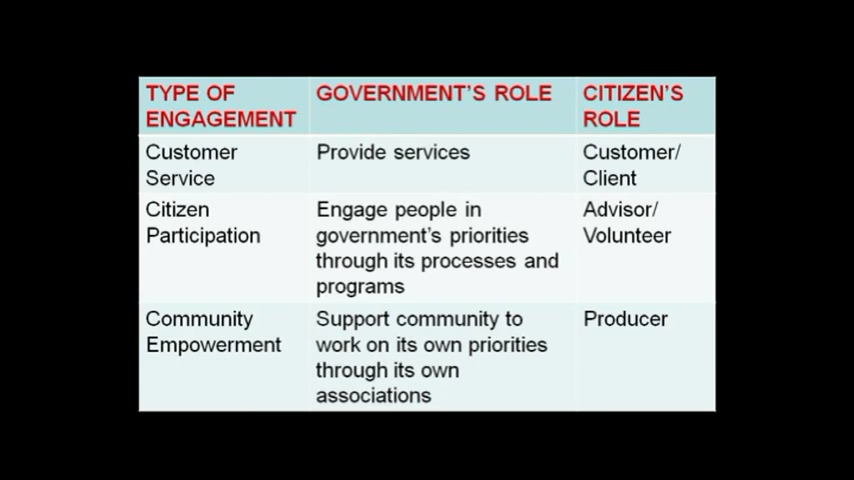 TYPE OF ENGAGEMENT
GOVERNMENT'S ROLE
CITIZEN'S ROLE
Customer Service
Provide services
Customer/
Client
Citizen Participation
Engage people in
government's priorities
through its processes and
programs
Advisor/
Volunteer
Community Empowerment
Support community to
work on its own priorities
through its own
associations
Producer